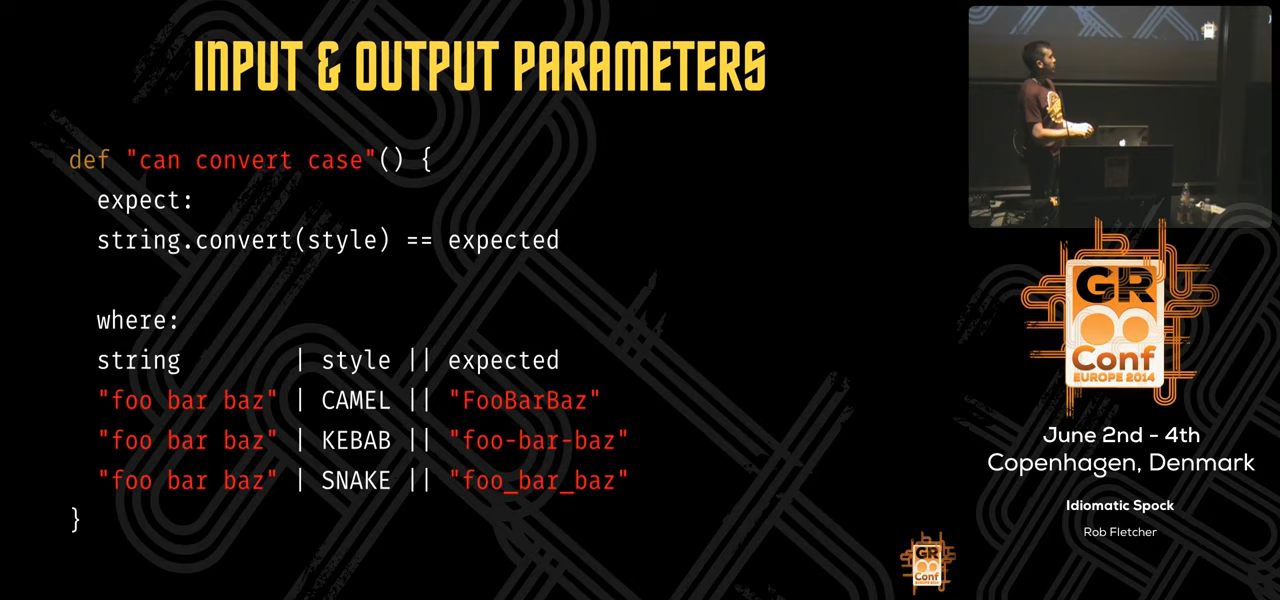 INPUT & OUTPUT PARAMETERS
def "can convert case"() {
expect:
string.convert(style) == expected
where:
string | style || expected
"foo bar baz" | CAMEL || "FooBarBaz"
"foo bar baz" | KEBAB || "foo-bar-baz"
"foo bar baz" | SNAKE || "foo_bar_baz"
}
GR
Conf
EUROPE 2014
June 2nd - 4th
Copenhagen, Denmark
Idiomatic Spock
Rob Fletcher
GR
Conf